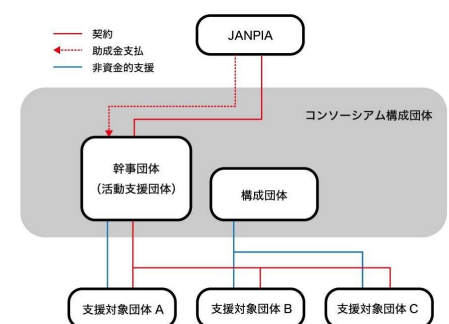 契約
助成金支払
非資金的支援
JANPIA
コンソーシアム構成団体
幹事団体
（活動支援団体）
構成団体
支援対象団体 A
支援対象団体 B
支援対象団体 C